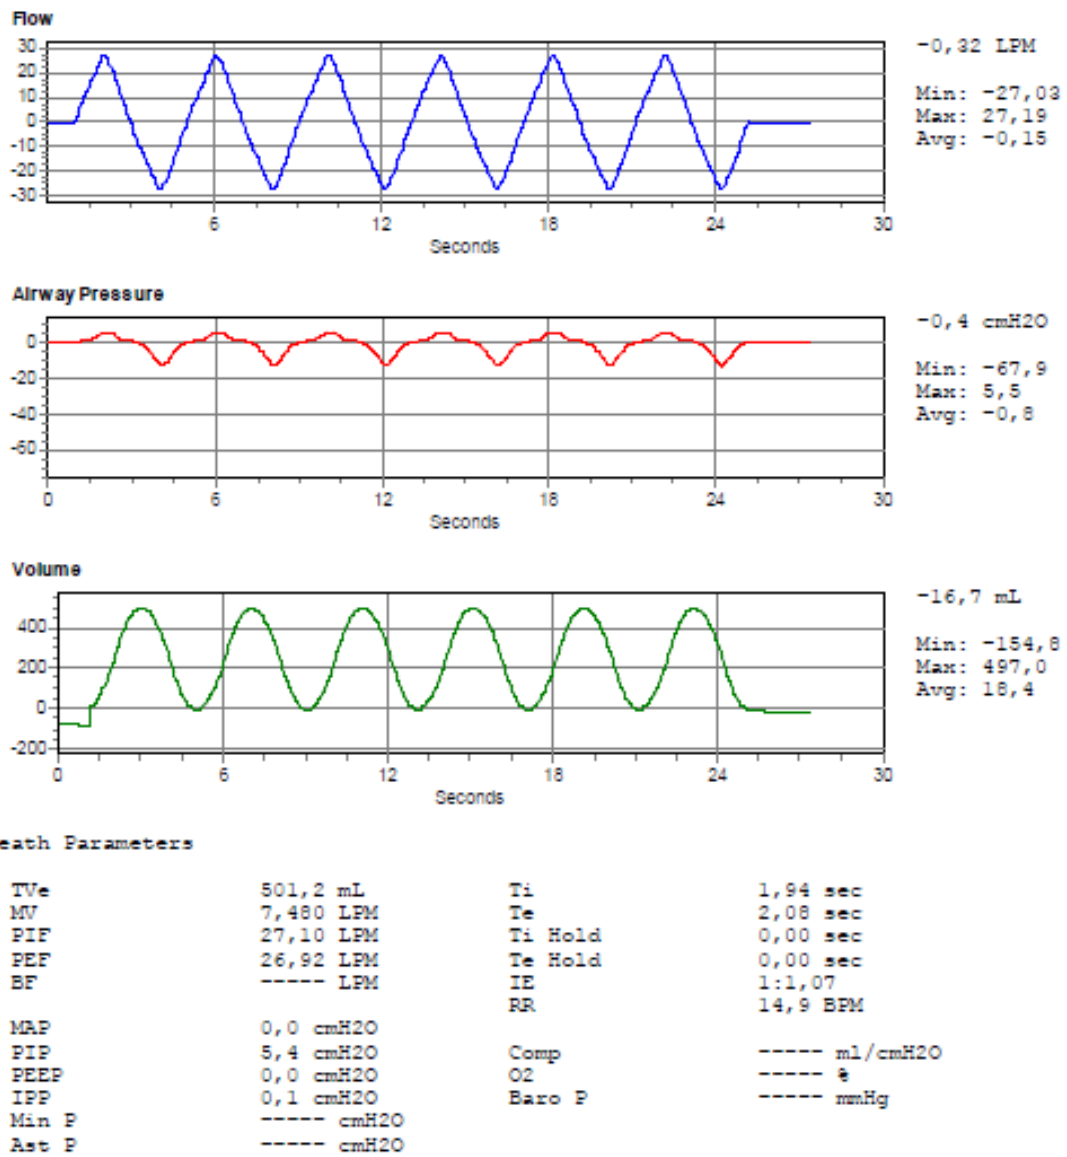 Flow
-0,32 LPM
Min: -27,03
Max: 27,19
Avg: -0,15
30
20
10
0
-10
-20
-30
6 12 18 24 30
Seconds
Airway Pressure
-0,4 cmH2O
Min: -67,9
Max: 5,5
Avg: -0,8
0
-20
-40
-60
0 6 12 18 24 30
Seconds
Volume
-16,7 mL
Min: -154,8
Max: 497,0
Avg: 18,4
400
200
0
-200
0 6 12 18 24 30
Seconds
eath Parameters
TVe 501,2 mL Ti 1,94 sec
MV 7,480 LPM Te 2,08 sec
PIF 27,10 LPM Ti Hold 0,00 sec
PEF 26,92 LPM Te Hold 0,00 sec
BF ----- LPM IE 1:1,07
RR 14,9 BPM
MAP 0,0 cmH2O
PIP 5,4 cmH2O Comp ----- ml/cmH2O
PEEP 0,0 cmH2O O2 ----- %
IPP 0,1 cmH2O Baro P ----- mmHg
Min P ----- cmH2O
Ast P ----- cmH2O